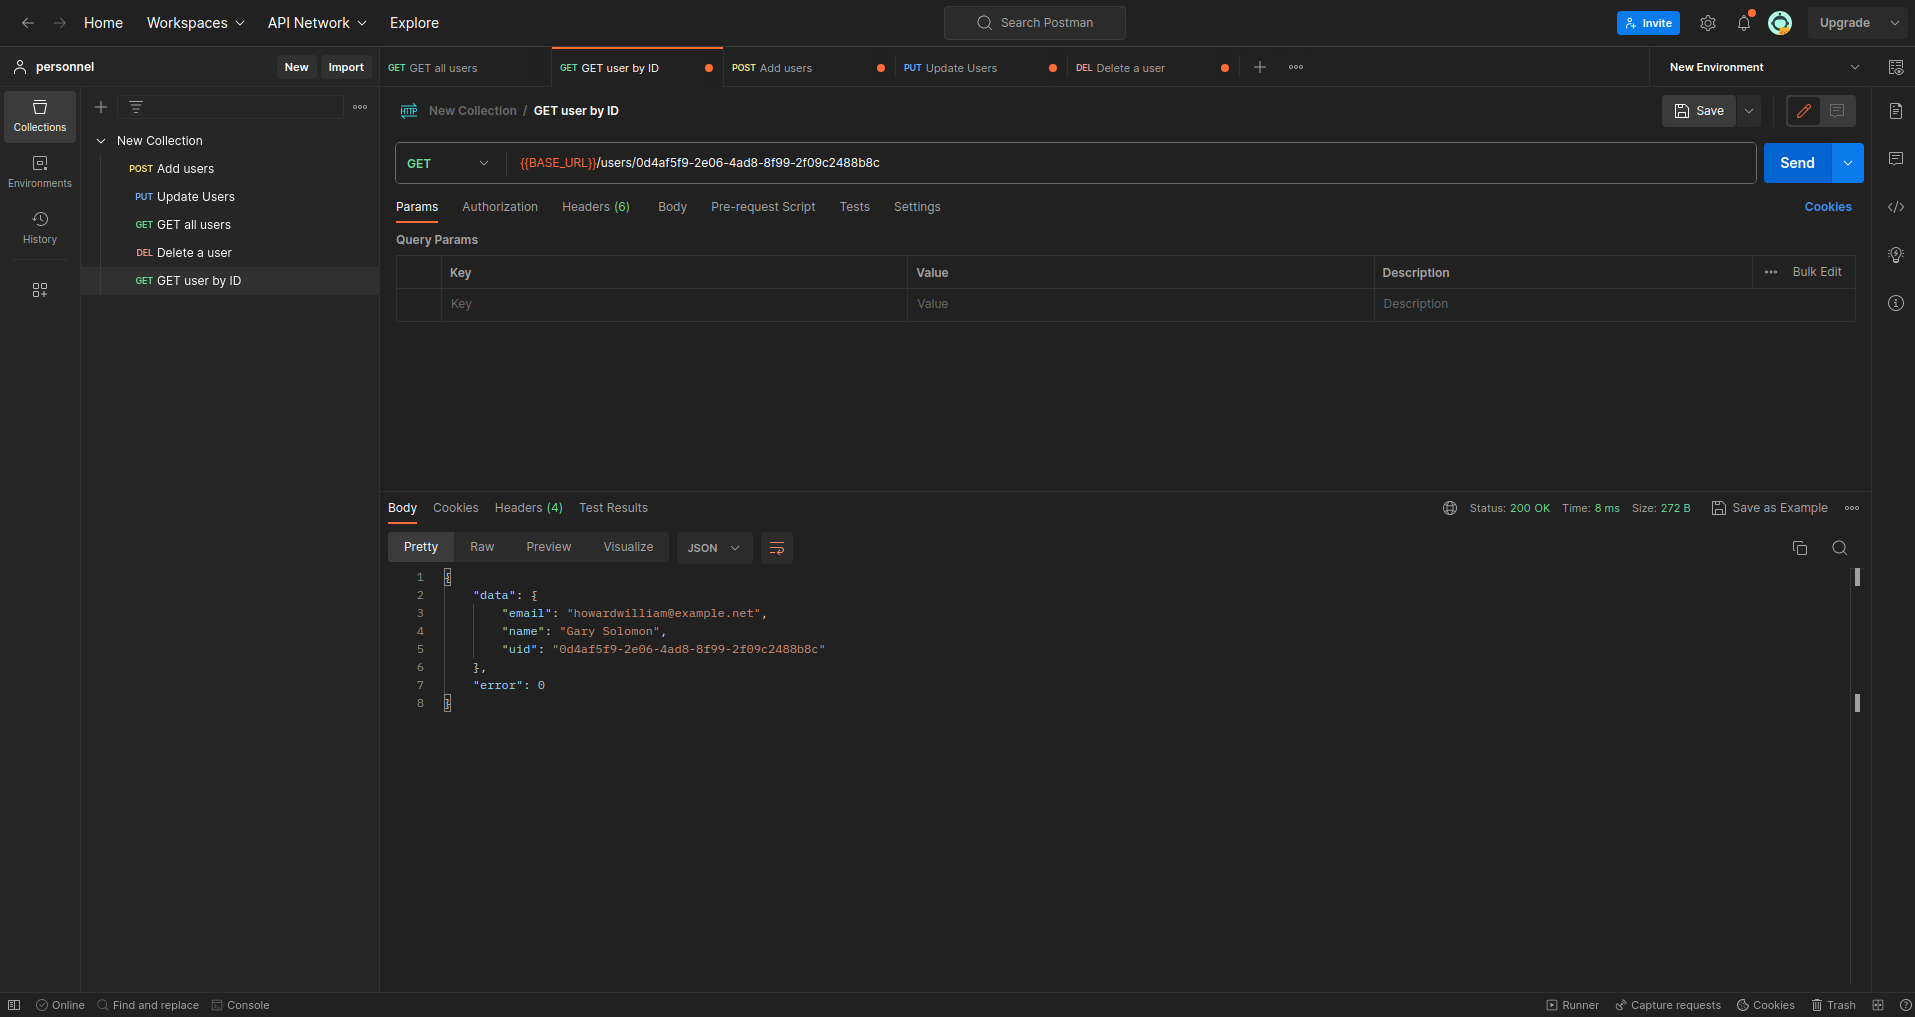 Home Workspaces API Network Explore Search Postman Invite Upgrade
personnel New Import
GET GET all users GET GET user by ID POST Add users PUT Update Users DEL Delete a user New Environment
Collections
Environments
History
New Collection
POST Add users
PUT Update Users
GET GET all users
DEL Delete a user
GET GET user by ID
HTTP New Collection / GET user by ID Save
GET {{BASE_URL}}/users/0d4af5f9-2e06-4ad8-8f99-2f09c2488b8c Send
Params Authorization Headers (6) Body Pre-request Script Tests Settings Cookies
Query Params
Key Value Description Bulk Edit
Key Value Description
Body Cookies Headers (4) Test Results Status: 200 OK Time: 8 ms Size: 272 B Save as Example
Pretty Raw Preview Visualize JSON
1 {
2 "data": {
3 "email": "howardwilliam@example.net",
4 "name": "Gary Solomon",
5 "uid": "0d4af5f9-2e06-4ad8-8f99-2f09c2488b8c"
6 },
7 "error": 0
8 }
Online Find and replace Console Runner Capture requests Cookies Trash